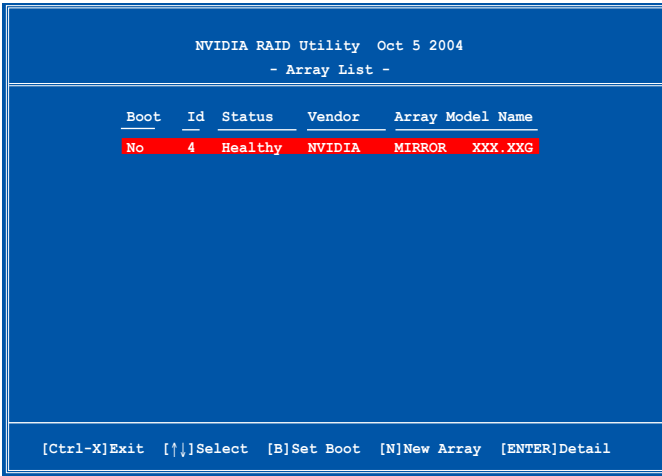 NVIDIA RAID Utility Oct 5 2004
- Array List -
Boot Id Status Vendor Array Model Name
No 4 Healthy NVIDIA MIRROR XXX.XXG
[Ctrl-X]Exit [↑↓]Select [B]Set Boot [N]New Array [ENTER]Detail